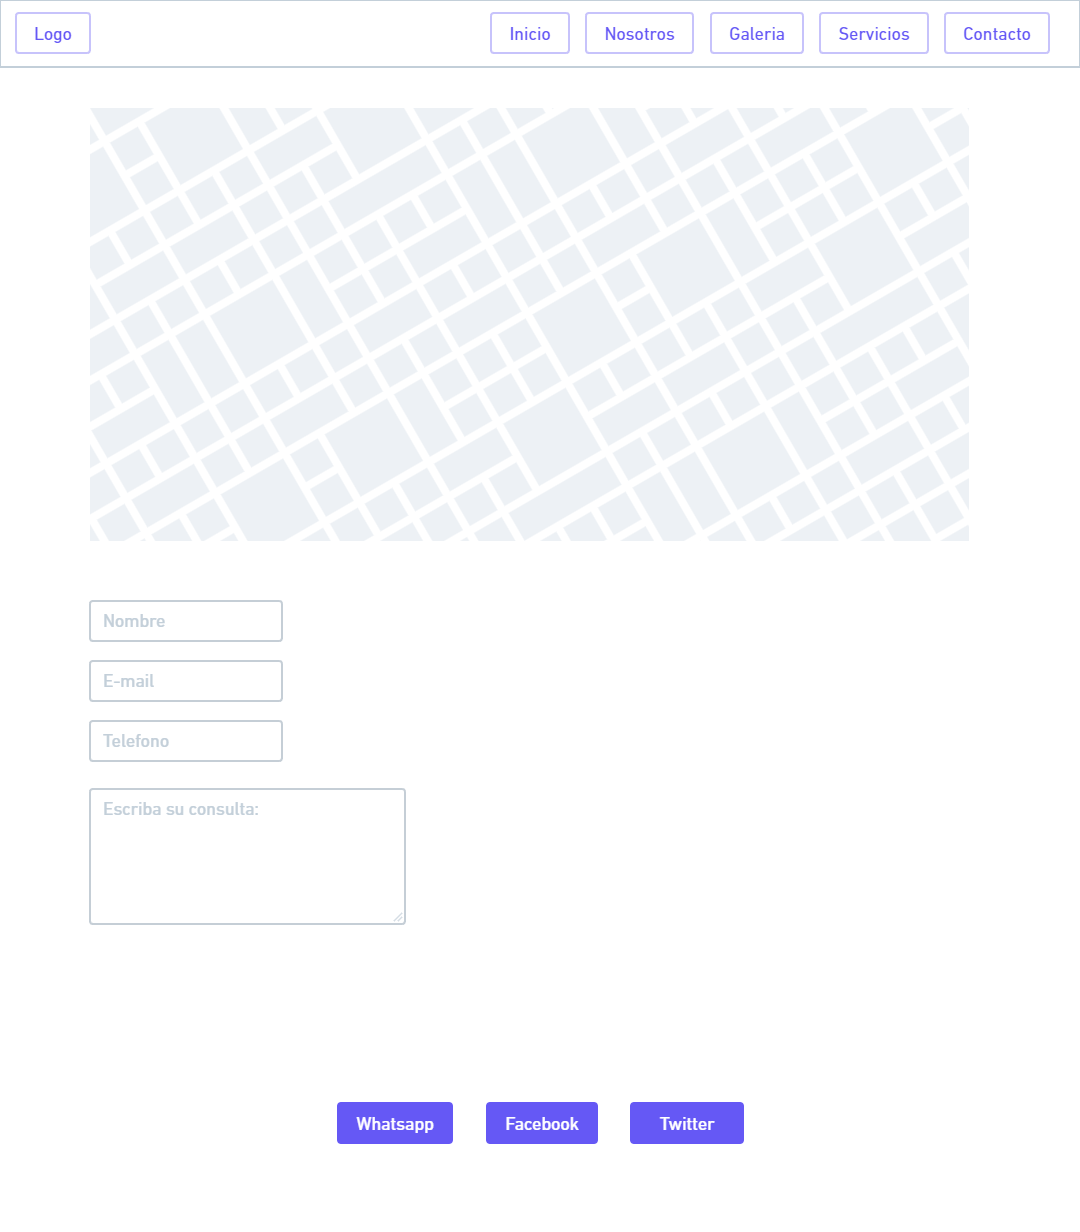 Logo
Inicio Nosotros Galeria Servicios Contacto
Nombre
E-mail
Telefono
Escriba su consulta:
Whatsapp Facebook Twitter